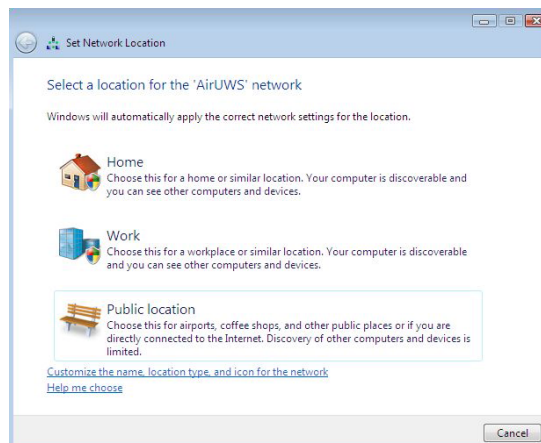 Set Network Location
Select a location for the 'AirUWS' network
Windows will automatically apply the correct network settings for the location.
Home
Choose this for a home or similar location. Your computer is discoverable and
you can see other computers and devices.
Work
Choose this for a workplace or similar location. Your computer is discoverable
and you can see other computers and devices.
Public location
Choose this for airports, coffee shops, and other public places or if you are
directly connected to the Internet. Discovery of other computers and devices is
limited.
Customize the name, location type, and icon for the network
Help me choose
Cancel